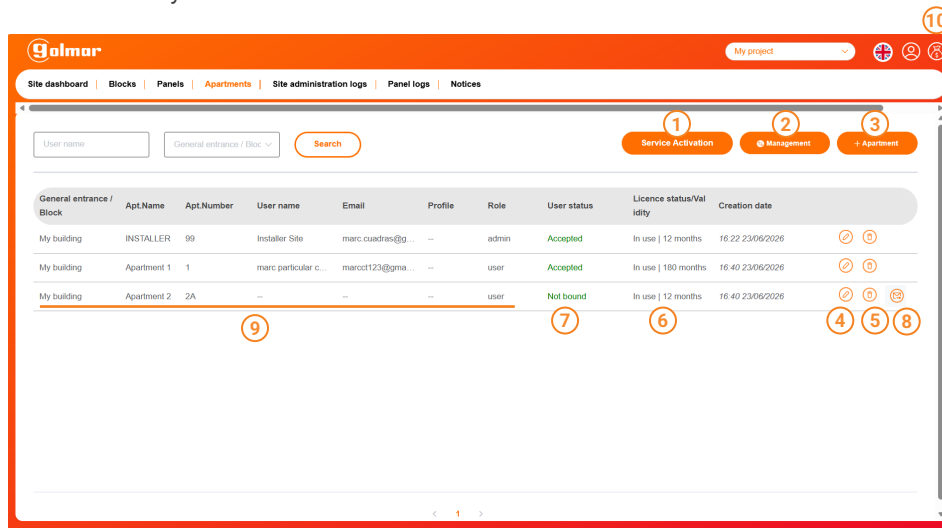 10
golmar
My project
Site dashboard | Blocks | Panels | Apartments | Site administration logs | Panel logs | Notices
1 2 3
User name General entrance / Bloc Search Service Activation Management + Apartment
General entrance / Block Apt.Name Apt.Number User name Email Profile Role User status Licence status/Validity Creation date
My building INSTALLER 99 Installer Site marc.cuadras@g... -- admin Accepted In use | 12 months 16:22 23/06/2026
My building Apartment 1 1 marc particular c... marcct123@gma... -- user Accepted In use | 180 months 16:40 23/06/2026
My building Apartment 2 2A -- -- -- user Not bound In use | 12 months 16:40 23/06/2026
9 7 6 4 5 8
1